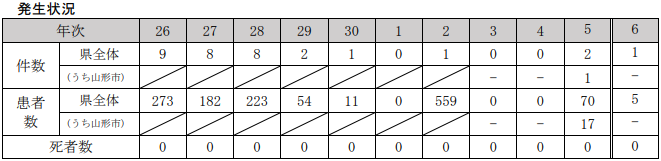 発生状況
年次 26 27 28 29 30 1 2 3 4 5 6
件数 県全体 9 8 8 2 1 0 1 0 0 2 1
(うち山形市) － － 1 －
患者数 県全体 273 182 223 54 11 0 559 0 0 70 5
(うち山形市) － － 17 －
死者数 0 0 0 0 0 0 0 0 0 0 0